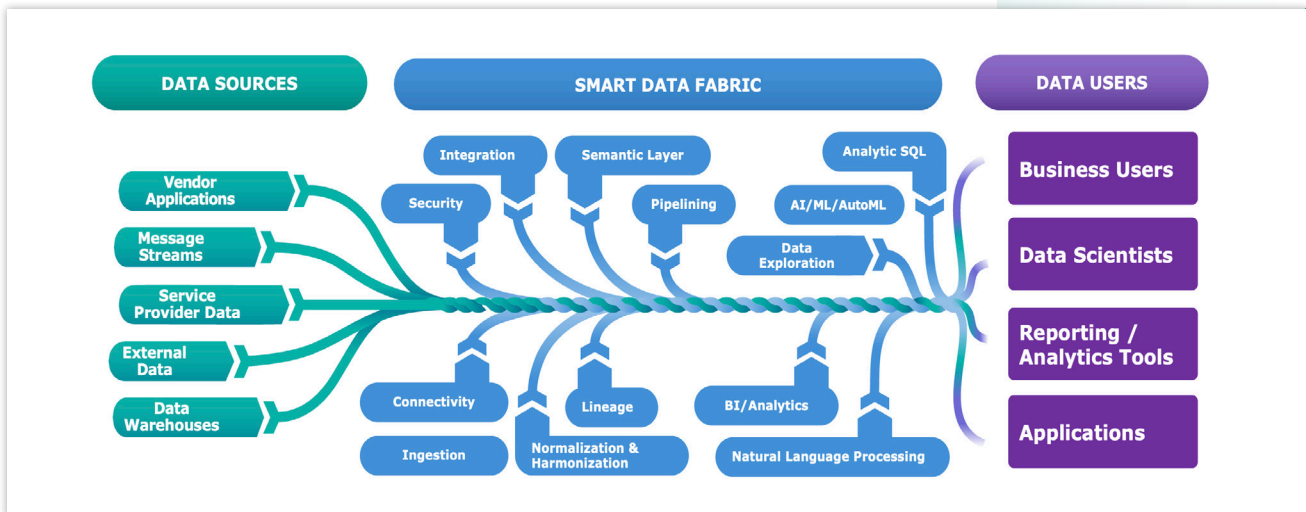 DATA SOURCES
SMART DATA FABRIC
DATA USERS
Vendor
Applications
Message
Streams
Service
Provider Data
External
Data
Data
Warehouses
Integration
Semantic Layer
Analytic SQL
Security
Pipelining
AI/ML/AutoML
Data
Exploration
Connectivity
Lineage
BI/Analytics
Ingestion
Normalization &
Harmonization
Natural Language Processing
Business Users
Data Scientists
Reporting /
Analytics Tools
Applications